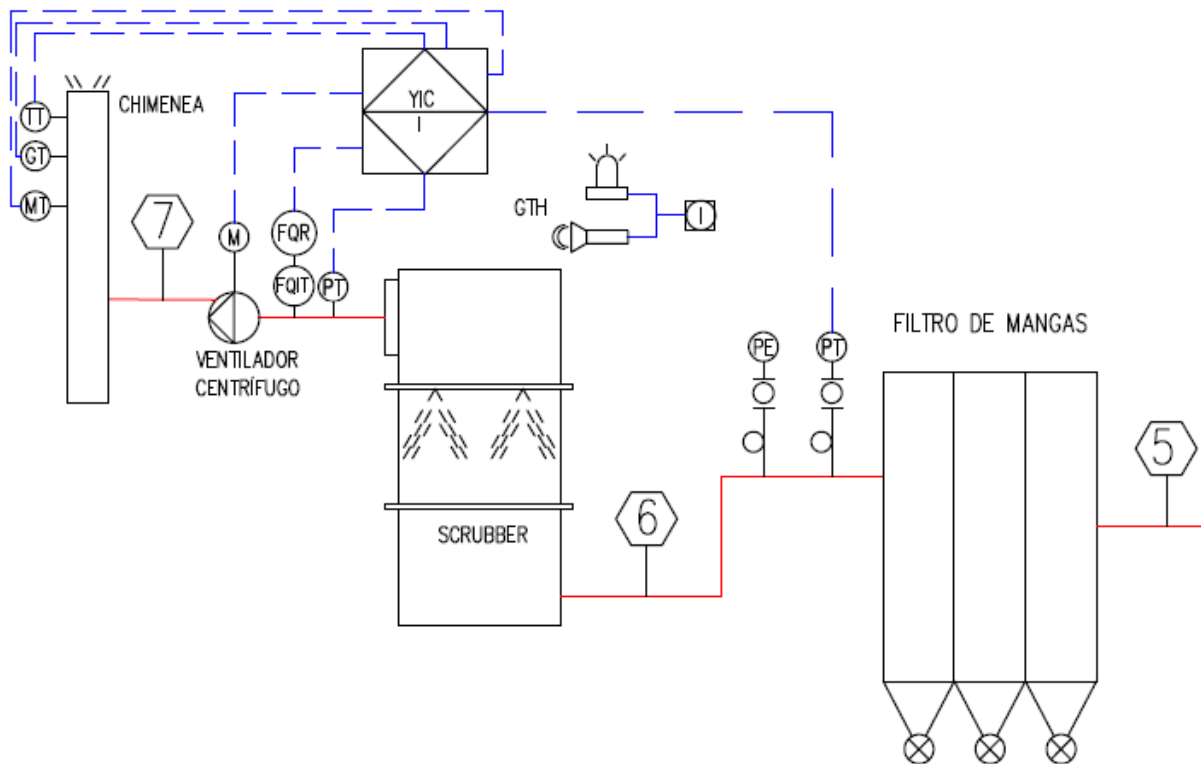 CHIMENEA
TT
GT
MT
YIC
I
7
M
FQR
FQIT
PT
VENTILADOR
CENTRÍFUGO
GTH
I
SCRUBBER
6
PE
PT
FILTRO DE MANGAS
5